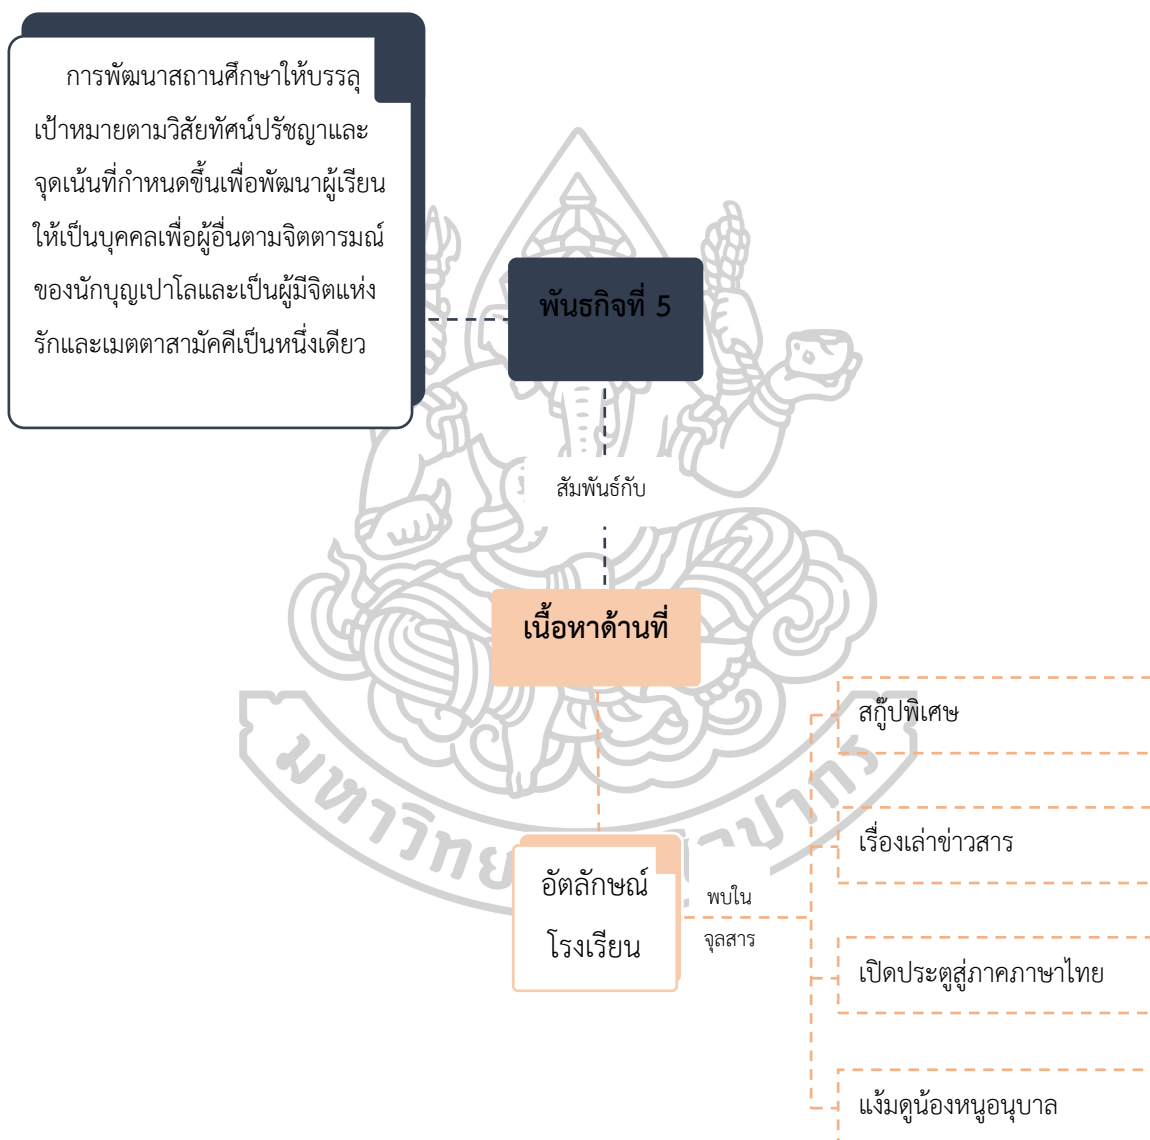 การพัฒนาสถานศึกษาให้บรรลุ
เป้าหมายตามวิสัยทัศน์ปรัชญาและ
จุดเน้นที่กำหนดขึ้นเพื่อพัฒนาผู้เรียน
ให้เป็นบุคคลเพื่อผู้อื่นตามจิตตารมณ์
ของนักบุญเปาโลและเป็นผู้มีจิตแห่ง
รักและเมตตาสามัคคีเป็นหนึ่งเดียว
พันธกิจที่ 5
สัมพันธ์กับ
เนื้อหาด้านที่
อัตลักษณ์
โรงเรียน
พบใน
จุลสาร
สกู๊ปพิเศษ
เรื่องเล่าข่าวสาร
เปิดประตูสู่ภาคภาษาไทย
แง้มดูน้องหนูอนุบาล